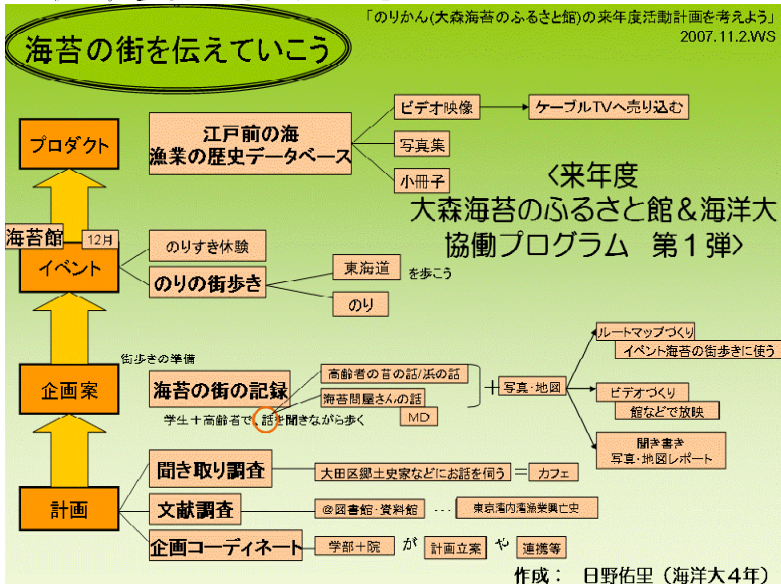 「のりかん(大森海苔のふるさと館)の来年度活動計画を考えよう」
2007.11.2.WS
海苔の街を伝えていこう
プロダクト
江戸前の海
漁業の歴史データベース
ビデオ映像
ケーブルTVへ売り込む
写真集
小冊子
〈来年度
大森海苔のふるさと館＆海洋大
協働プログラム 第１弾〉
海苔館
12月
イベント
のりすき体験
のりの街歩き
東海道
を歩こう
のり
街歩きの準備
企画案
海苔の街の記録
高齢者の昔の話/浜の話
海苔問屋さんの話
MD
学生＋高齢者で、話を聞きながら歩く
＋
写真・地図
ルートマップづくり
イベント海苔の街歩きに使う
ビデオづくり
館などで放映
聞き書き
写真・地図レポート
計画
聞き取り調査
大田区郷土史家などにお話を伺う
＝
カフェ
文献調査
@図書館・資料館
…
東京湾内湾漁業興亡史
企画コーディネート
学部＋院
が
計画立案
や
連携等
作成： 日野佑里（海洋大４年）